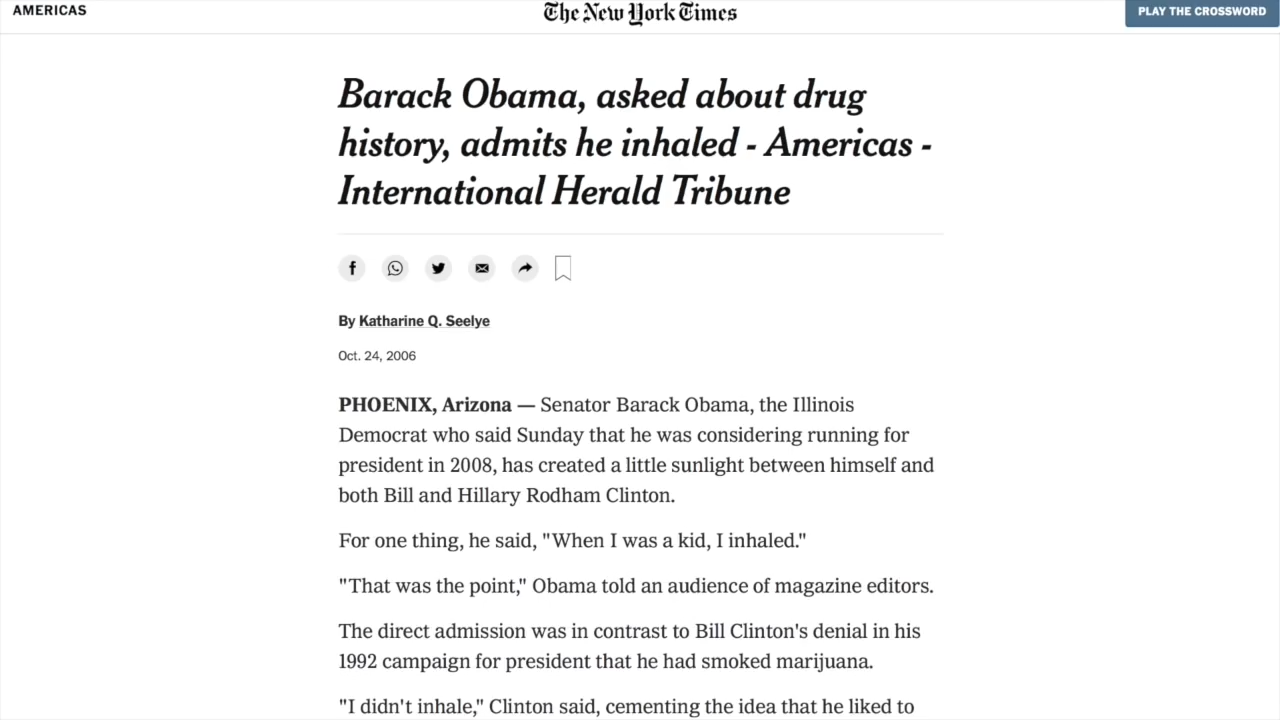 AMERICAS
The New York Times
PLAY THE CROSSWORD
Barack Obama, asked about drug
history, admits he inhaled - Americas -
International Herald Tribune
By Katharine Q. Seelye
Oct. 24, 2006
PHOENIX, Arizona — Senator Barack Obama, the Illinois
Democrat who said Sunday that he was considering running for
president in 2008, has created a little sunlight between himself and
both Bill and Hillary Rodham Clinton.
For one thing, he said, "When I was a kid, I inhaled."
"That was the point," Obama told an audience of magazine editors.
The direct admission was in contrast to Bill Clinton's denial in his
1992 campaign for president that he had smoked marijuana.
"I didn't inhale," Clinton said, cementing the idea that he liked to